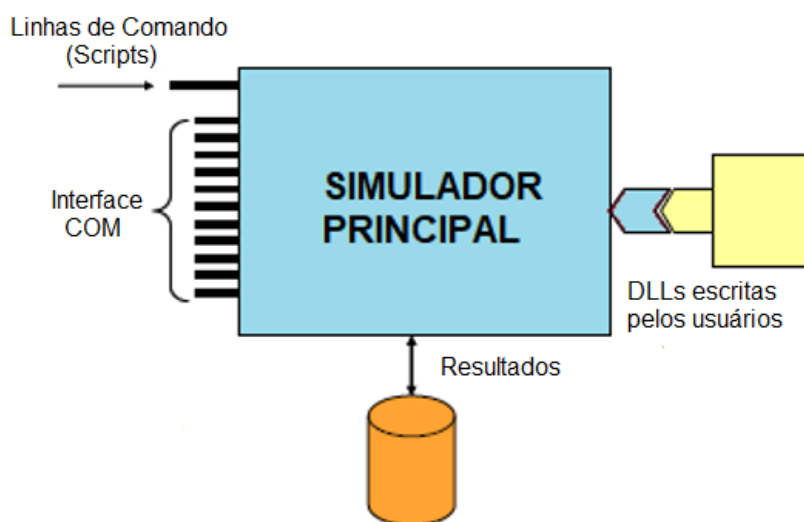 Linhas de Comando
(Scripts)
Interface
COM
SIMULADOR
PRINCIPAL
DLLs escritas
pelos usuários
Resultados